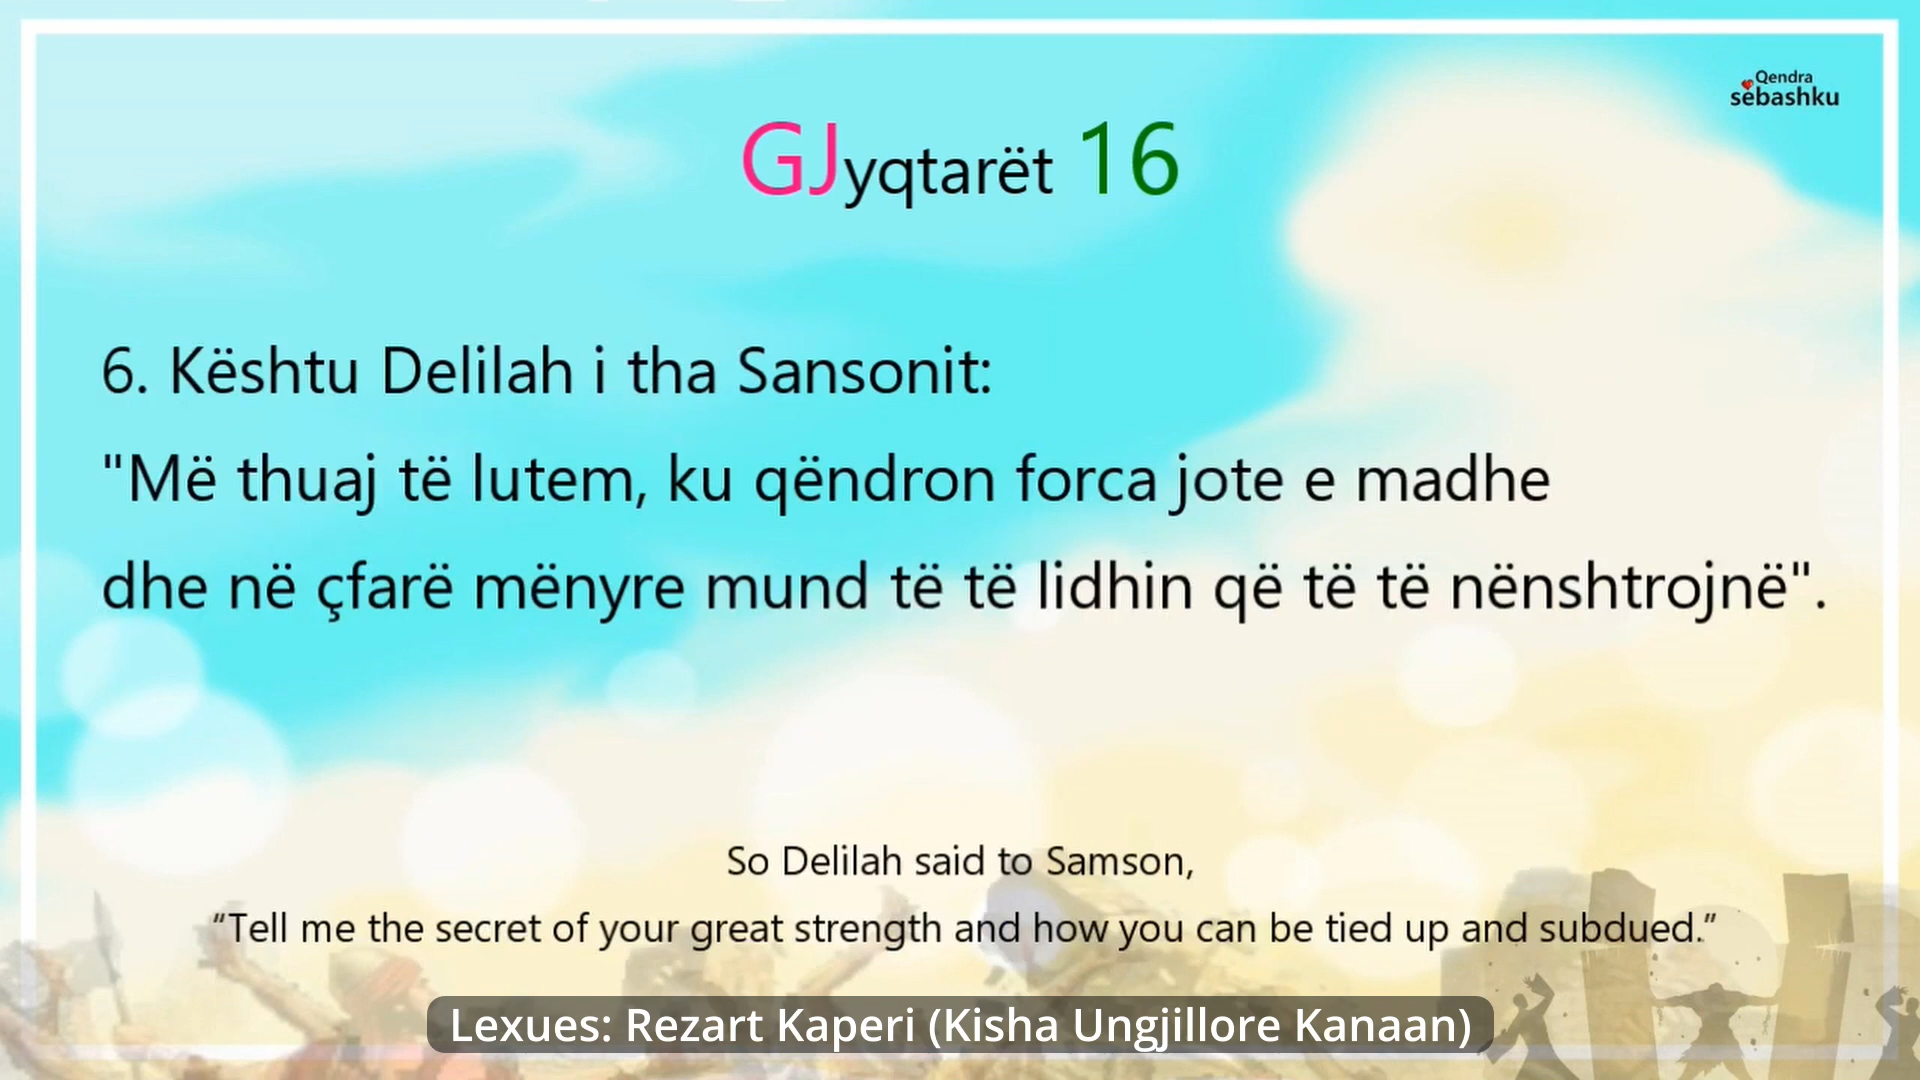 Qendra
sëbashku
GJyqtarët 16
6. Kështu Delilah i tha Sansonit:
"Më thuaj të lutem, ku qëndron forca jote e madhe
dhe në çfarë mënyre mund të të lidhin që të të nënshtrojnë".
So Delilah said to Samson,
“Tell me the secret of your great strength and how you can be tied up and subdued.”
Lexues: Rezart Kaperi (Kisha Ungjillore Kanaan)